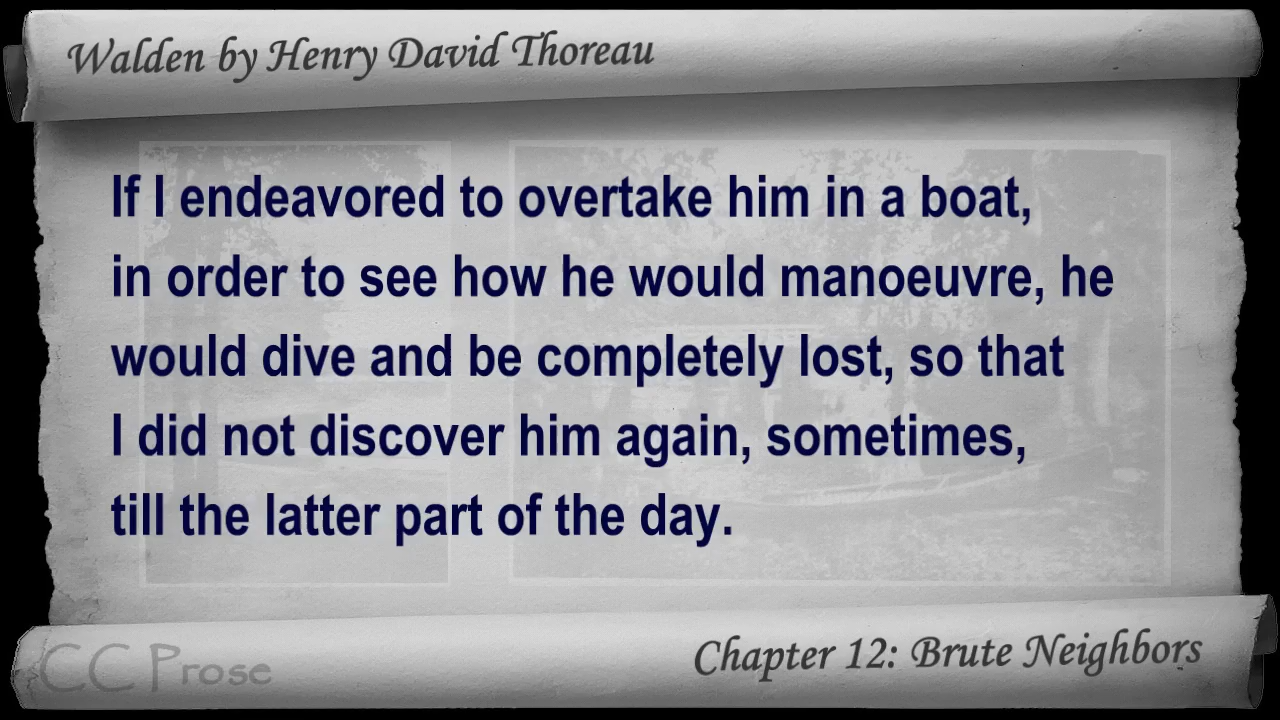 Walden by Henry David Thoreau
If I endeavored to overtake him in a boat,
in order to see how he would manoeuvre, he
would dive and be completely lost, so that
I did not discover him again, sometimes,
till the latter part of the day.
CC Prose
Chapter 12: Brute Neighbors